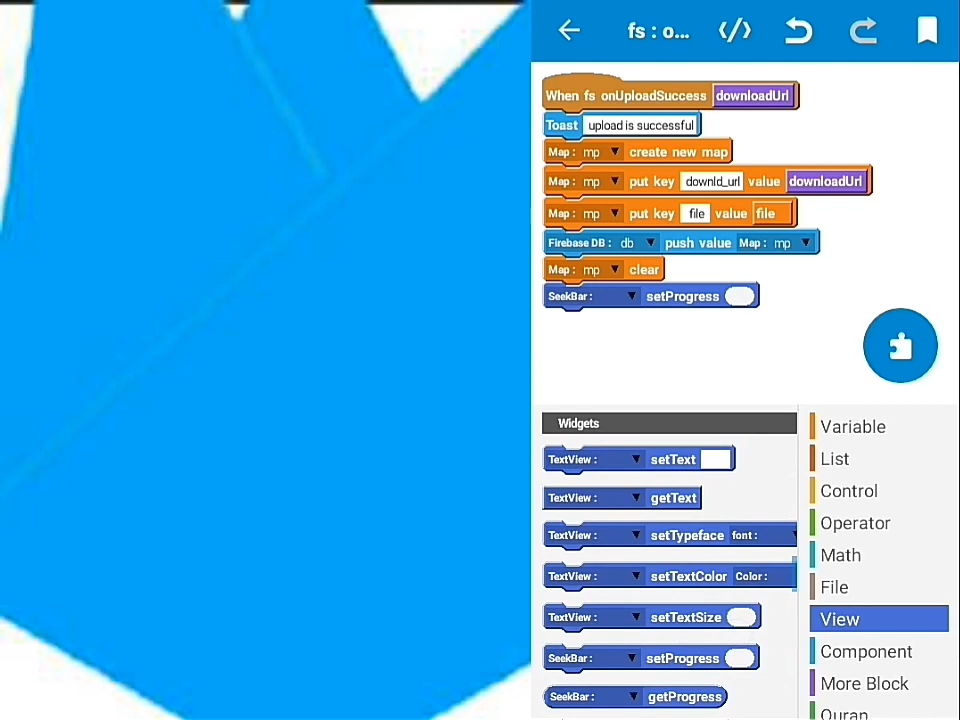 fs : o...
When fs onUploadSuccess downloadUrl
Toast upload is successful
Map : mp create new map
Map : mp put key downld_url value downloadUrl
Map : mp put key file value file
Firebase DB : db push value Map : mp
Map : mp clear
SeekBar : setProgress
Widgets
TextView : setText
TextView : getText
TextView : setTypeface font :
TextView : setTextColor Color :
TextView : setTextSize
SeekBar : setProgress
SeekBar : getProgress
Variable
List
Control
Operator
Math
File
View
Component
More Block
Quran